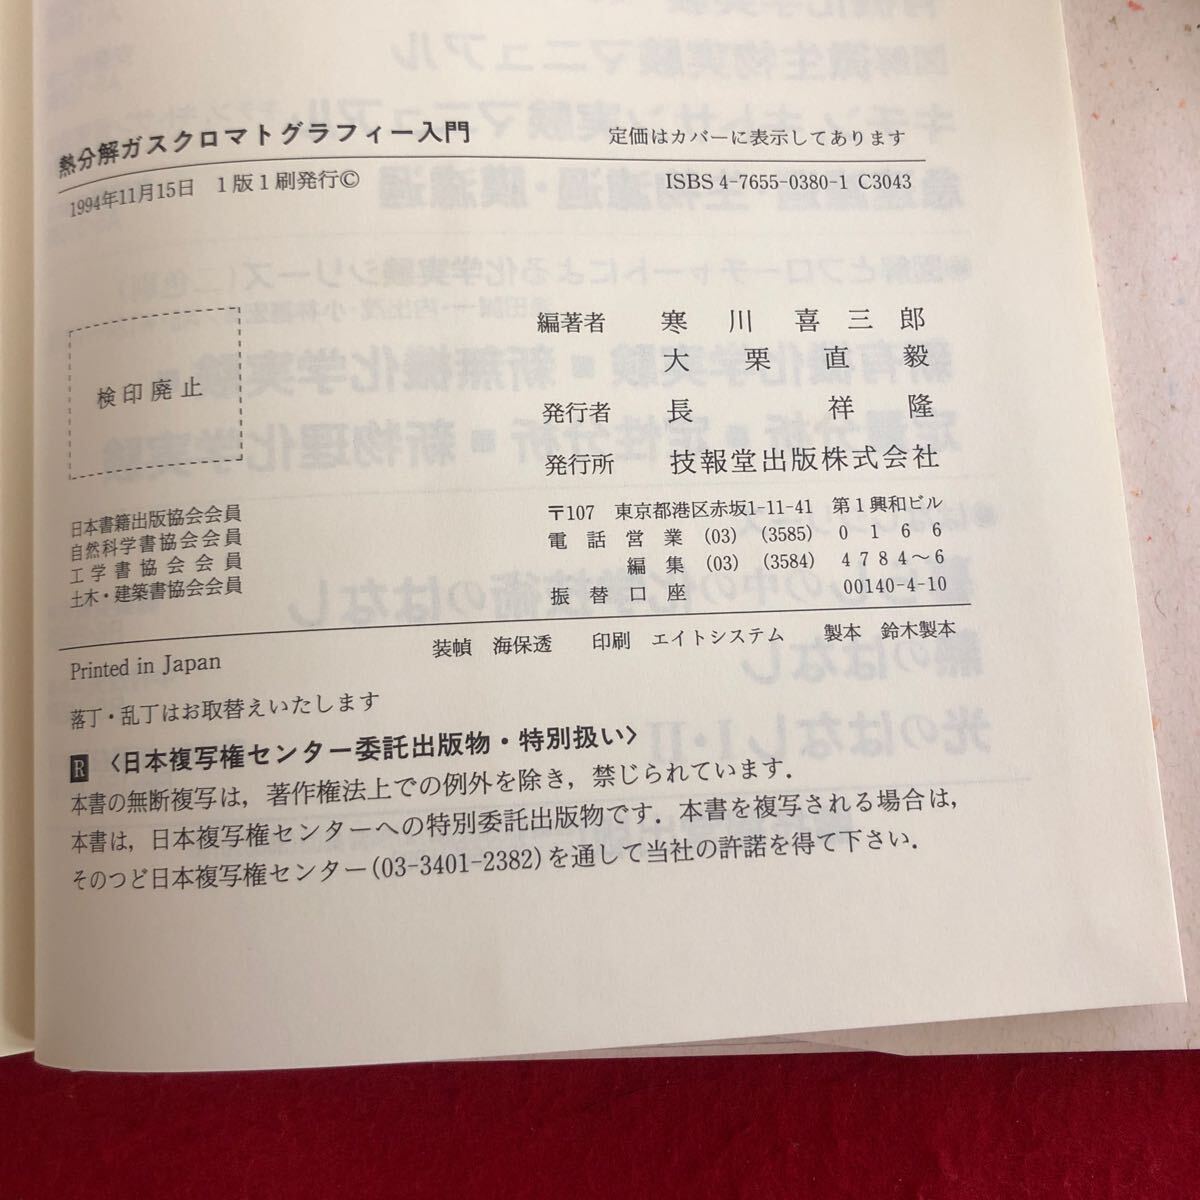 熱分解ガスクロマトグラフィー入門
定価はカバーに表示してあります
1994年11月15日　1版1刷発行©
ISBS 4-7655-0380-1 C3043
検印廃止
編著者　寒川喜三郎
大栗直毅
発行者　長祥隆
発行所　技報堂出版株式会社
日本書籍出版協会会員
自然科学書協会会員
工学書協会会員
土木・建築書協会会員
〒107　東京都港区赤坂1-11-41　第1興和ビル
電話　営業　(03)　(3585)　0166
編集　(03)　(3584)　4784〜6
振替口座　00140-4-10
Printed in Japan
装幀　海保透　印刷　エイトシステム　製本　鈴木製本
落丁・乱丁はお取替えいたします
R〈日本複写権センター委託出版物・特別扱い〉
本書の無断複写は，著作権法上での例外を除き，禁じられています．
本書は，日本複写権センターへの特別委託出版物です．本書を複写される場合は，
そのつど日本複写権センター(03-3401-2382)を通して当社の許諾を得て下さい．